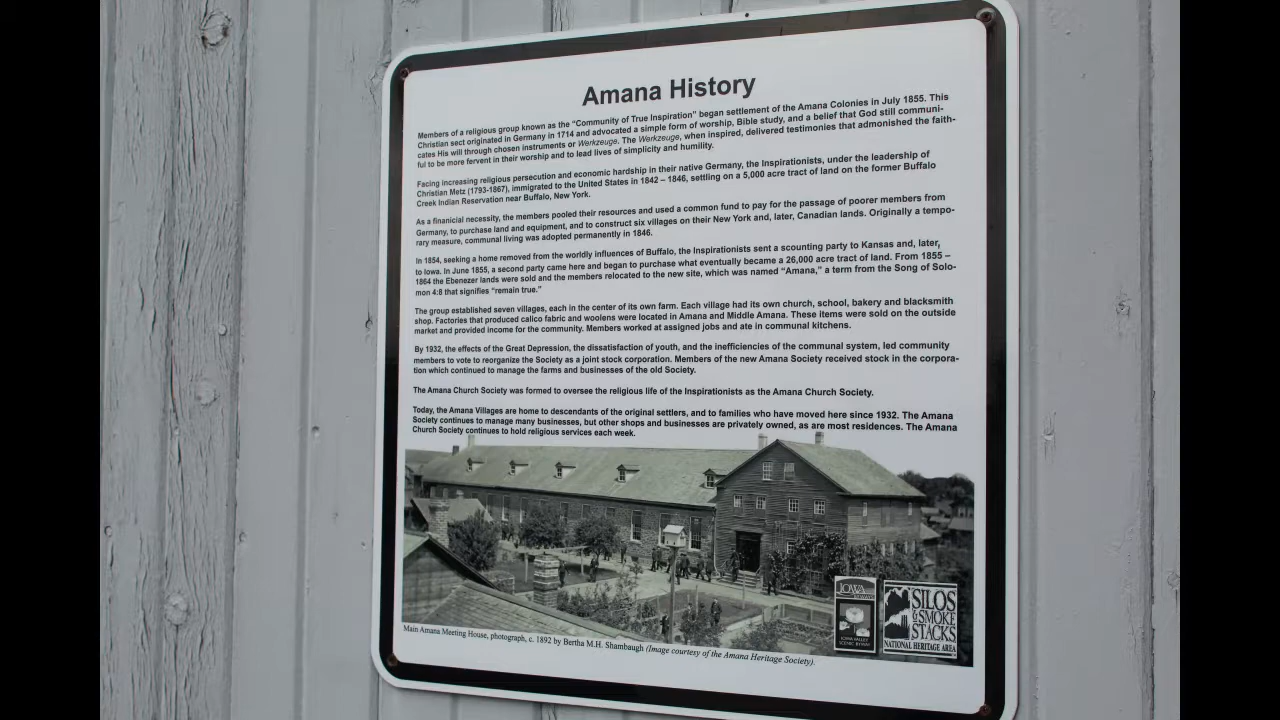 Amana History
Members of a religious group known as the “Community of True Inspiration” began settlement of the Amana Colonies in July 1855. This
Christian sect originated in Germany in 1714 and advocated a simple form of worship, Bible study, and a belief that God still communi-
cates His will through chosen instruments or Werkzeuge. The Werkzeuge, when inspired, delivered testimonies that admonished the faith-
ful to be more fervent in their worship and to lead lives of simplicity and humility.
Facing increasing religious persecution and economic hardship in their native Germany, the Inspirationists, under the leadership of
Christian Metz (1793-1867), immigrated to the United States in 1842 – 1846, settling on a 5,000 acre tract of land on the former Buffalo
Creek Indian Reservation near Buffalo, New York.
As a finanicial necessity, the members pooled their resources and used a common fund to pay for the passage of poorer members from
Germany, to purchase land and equipment, and to construct six villages on their New York and, later, Canadian lands. Originally a tempo-
rary measure, communal living was adopted permanently in 1846.
In 1854, seeking a home removed from the worldly influences of Buffalo, the Inspirationists sent a scounting party to Kansas and, later,
to Iowa. In June 1855, a second party came here and began to purchase what eventually became a 26,000 acre tract of land. From 1855 –
1864 the Ebenezer lands were sold and the members relocated to the new site, which was named “Amana,” a term from the Song of Solo-
mon 4:8 that signifies “remain true.”
The group established seven villages, each in the center of its own farm. Each village had its own church, school, bakery and blacksmith
shop. Factories that produced calico fabric and woolens were located in Amana and Middle Amana. These items were sold on the outside
market and provided income for the community. Members worked at assigned jobs and ate in communal kitchens.
By 1932, the effects of the Great Depression, the dissatisfaction of youth, and the inefficiencies of the communal system, led community
members to vote to reorganize the Society as a joint stock corporation. Members of the new Amana Society received stock in the corpora-
tion which continued to manage the farms and businesses of the old Society.
The Amana Church Society was formed to oversee the religious life of the Inspirationists as the Amana Church Society.
Today, the Amana Villages are home to descendants of the original settlers, and to families who have moved here since 1932. The Amana
Society continues to manage many businesses, but other shops and businesses are privately owned, as are most residences. The Amana
Church Society continues to hold religious services each week.
IOWA
BYWAYS
IOWA VALLEY
SCENIC BYWAY
SILOS
& SMOKE
STACKS
NATIONAL HERITAGE AREA
Main Amana Meeting House, photograph, c. 1892 by Bertha M.H. Shambaugh (Image courtesy of the Amana Heritage Society).